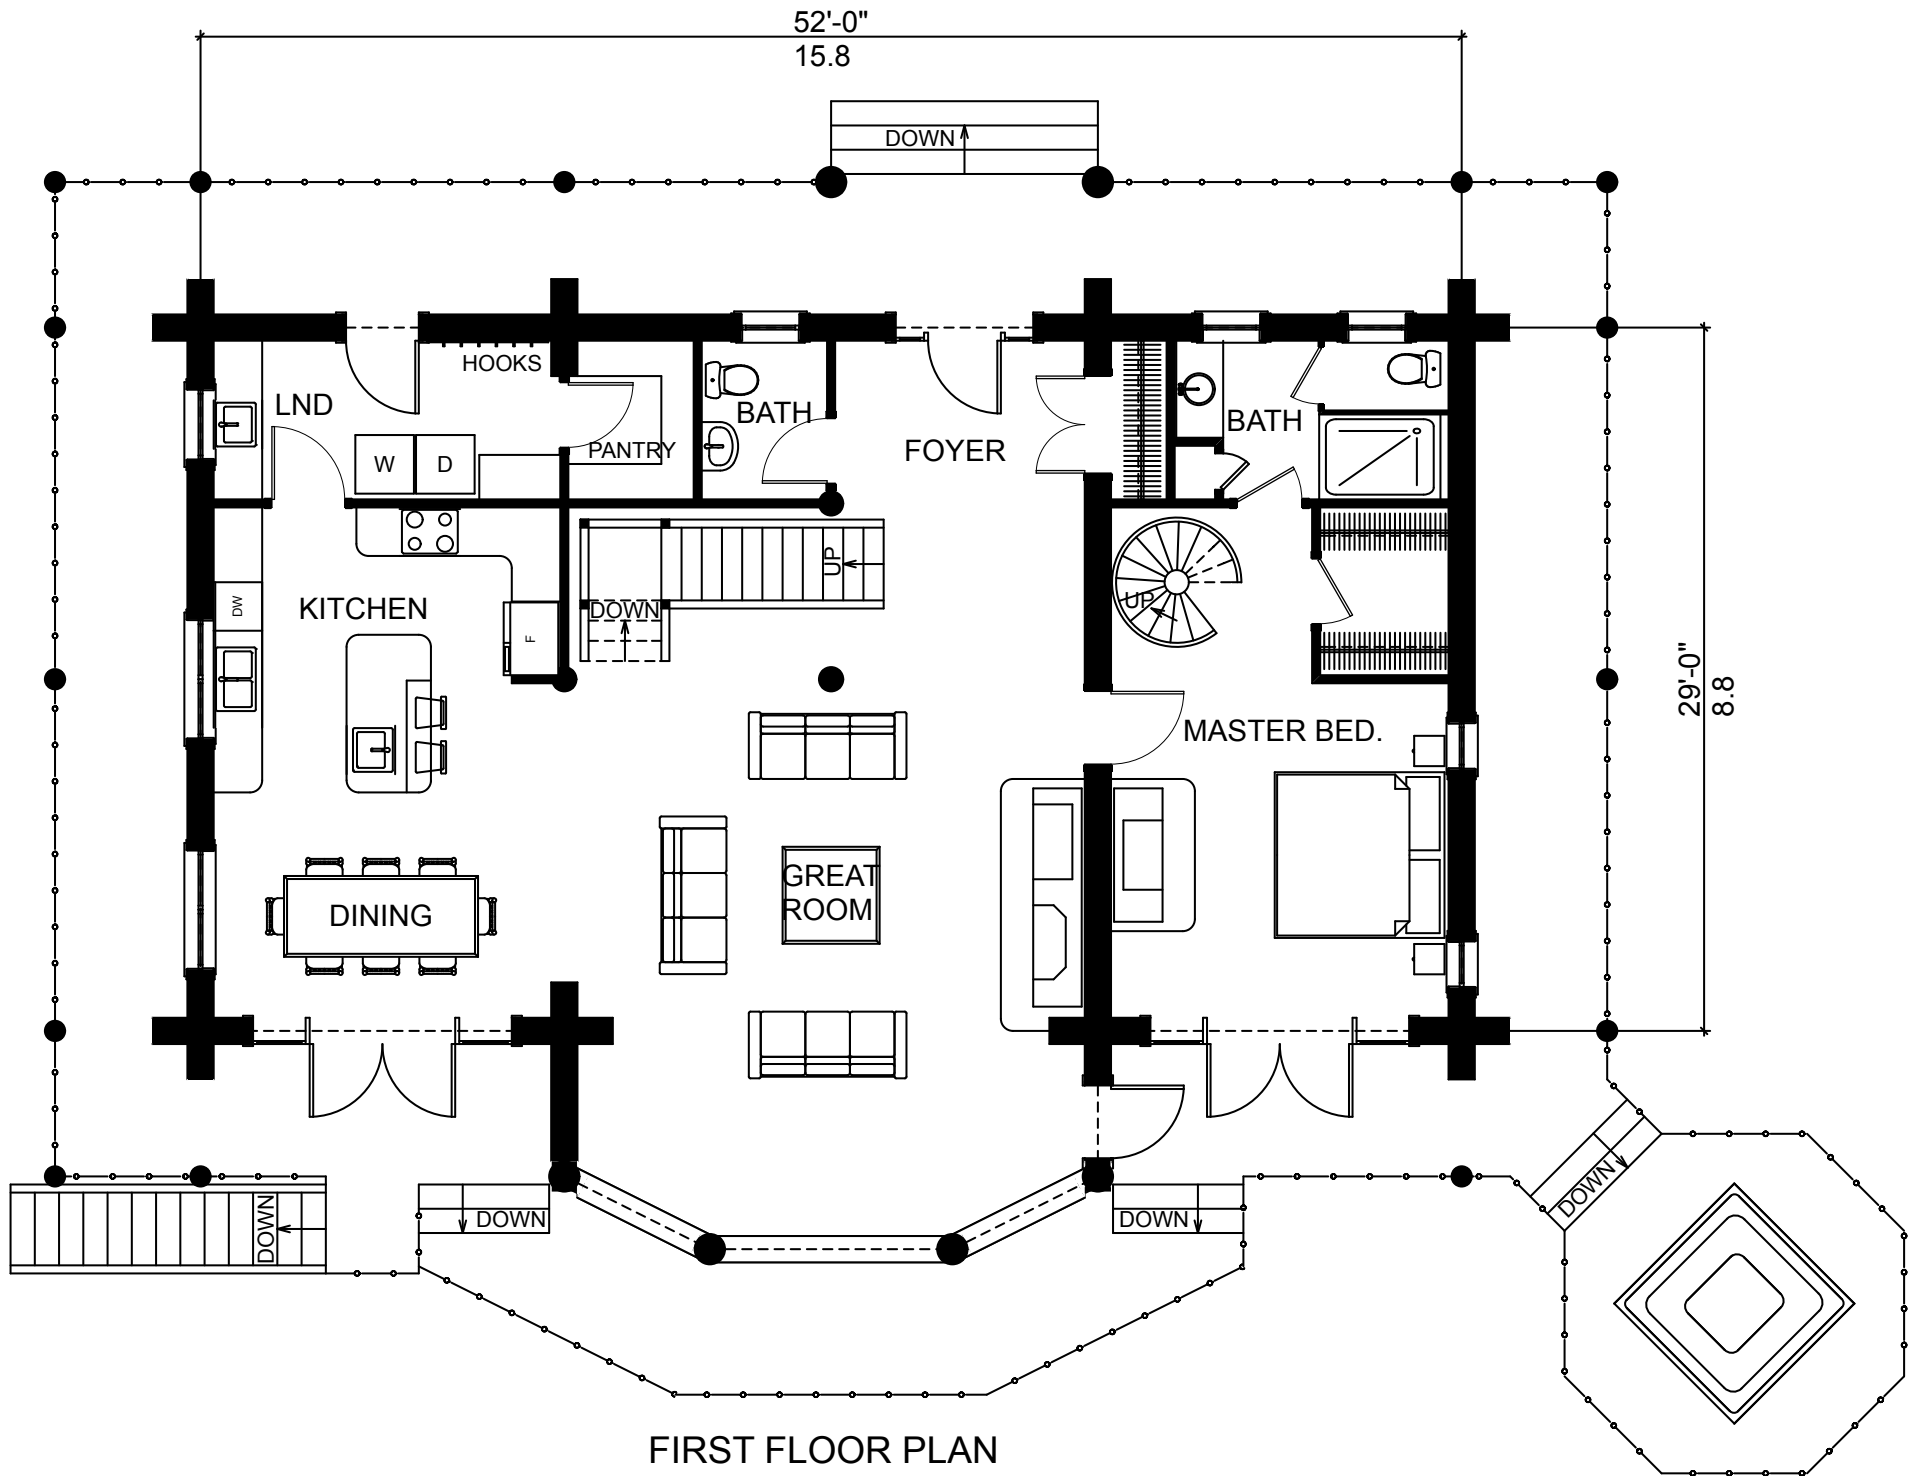 52'-0"
15.8
DOWN
HOOKS
LND
BATH
BATH
PANTRY
FOYER
W
D
UP
DOWN
UP
DW
KITCHEN
F
29'-0"
8.8
MASTER BED.
GREAT
ROOM
DINING
DOWN
DOWN
DOWN
DOWN
FIRST FLOOR PLAN